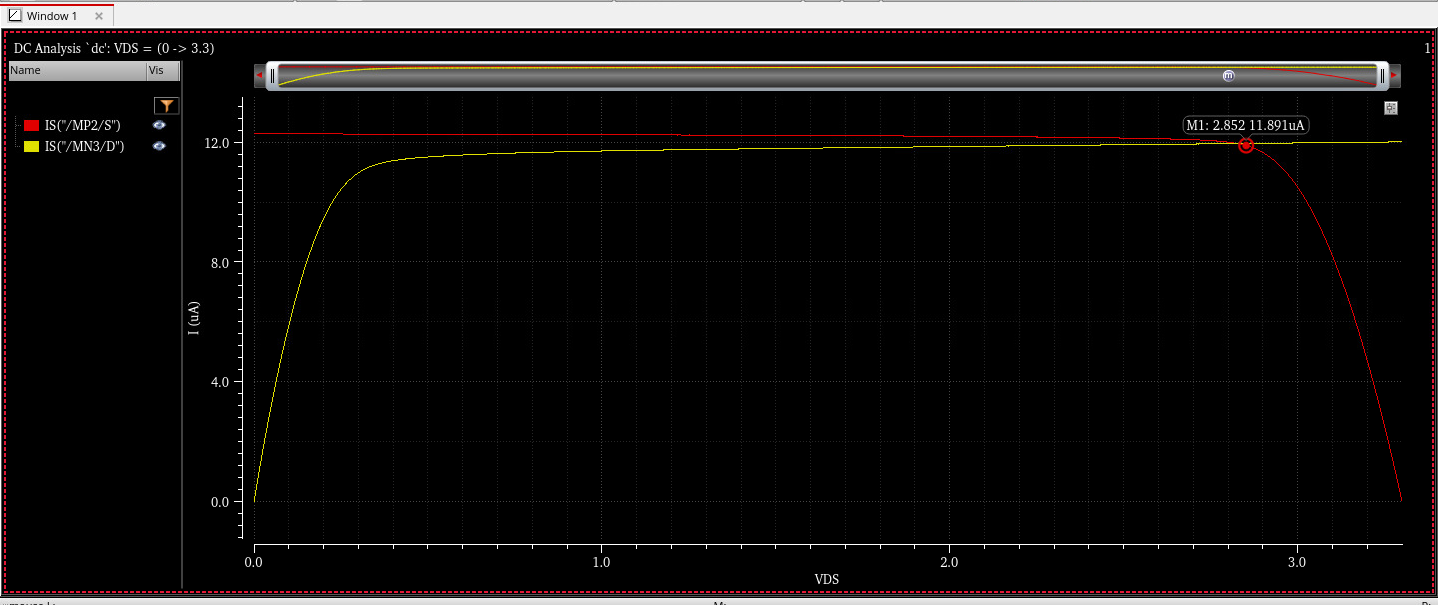 Window 1
DC Analysis `dc': VDS = (0 -> 3.3)
1
Name Vis
IS("/MP2/S")
IS("/MN3/D")
m
M1: 2.852 11.891uA
12.0
8.0
4.0
0.0
I (uA)
0.0 1.0 2.0 3.0
VDS